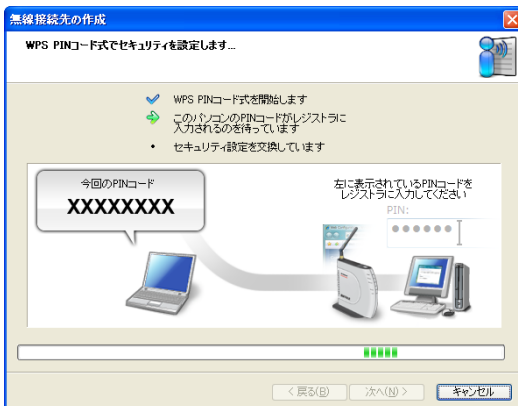 無線接続先の作成
WPS PINコード式でセキュリティを設定します...
WPS PINコード式を開始します
このパソコンのPINコードがレジストラに
入力されるのを待っています
セキュリティ設定を交換しています
今回のPINコード
XXXXXXXX
左に表示されているPINコードを
レジストラに入力してください
PIN:
< 戻る(B)
次へ(N) >
キャンセル